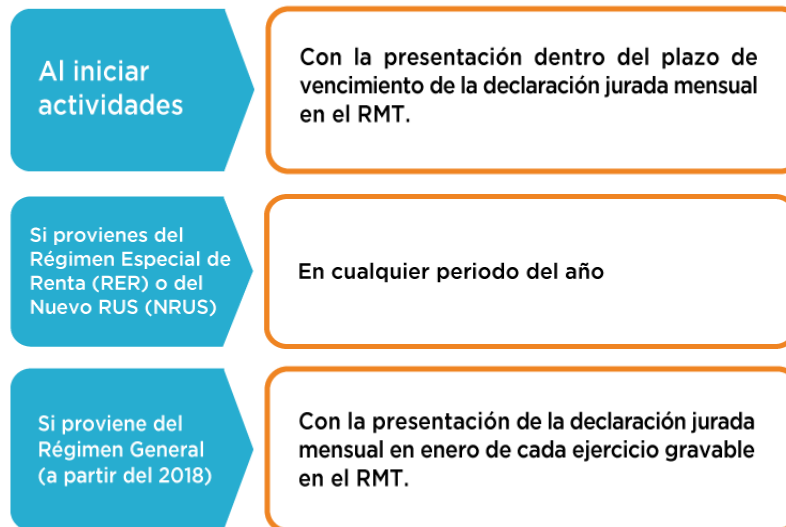 Al iniciar
actividades
Con la presentación dentro del plazo de
vencimiento de la declaración jurada mensual
en el RMT.
Si provienes del
Régimen Especial de
Renta (RER) o del
Nuevo RUS (NRUS)
En cualquier periodo del año
Si proviene del
Régimen General
(a partir del 2018)
Con la presentación de la declaración jurada
mensual en enero de cada ejercicio gravable
en el RMT.